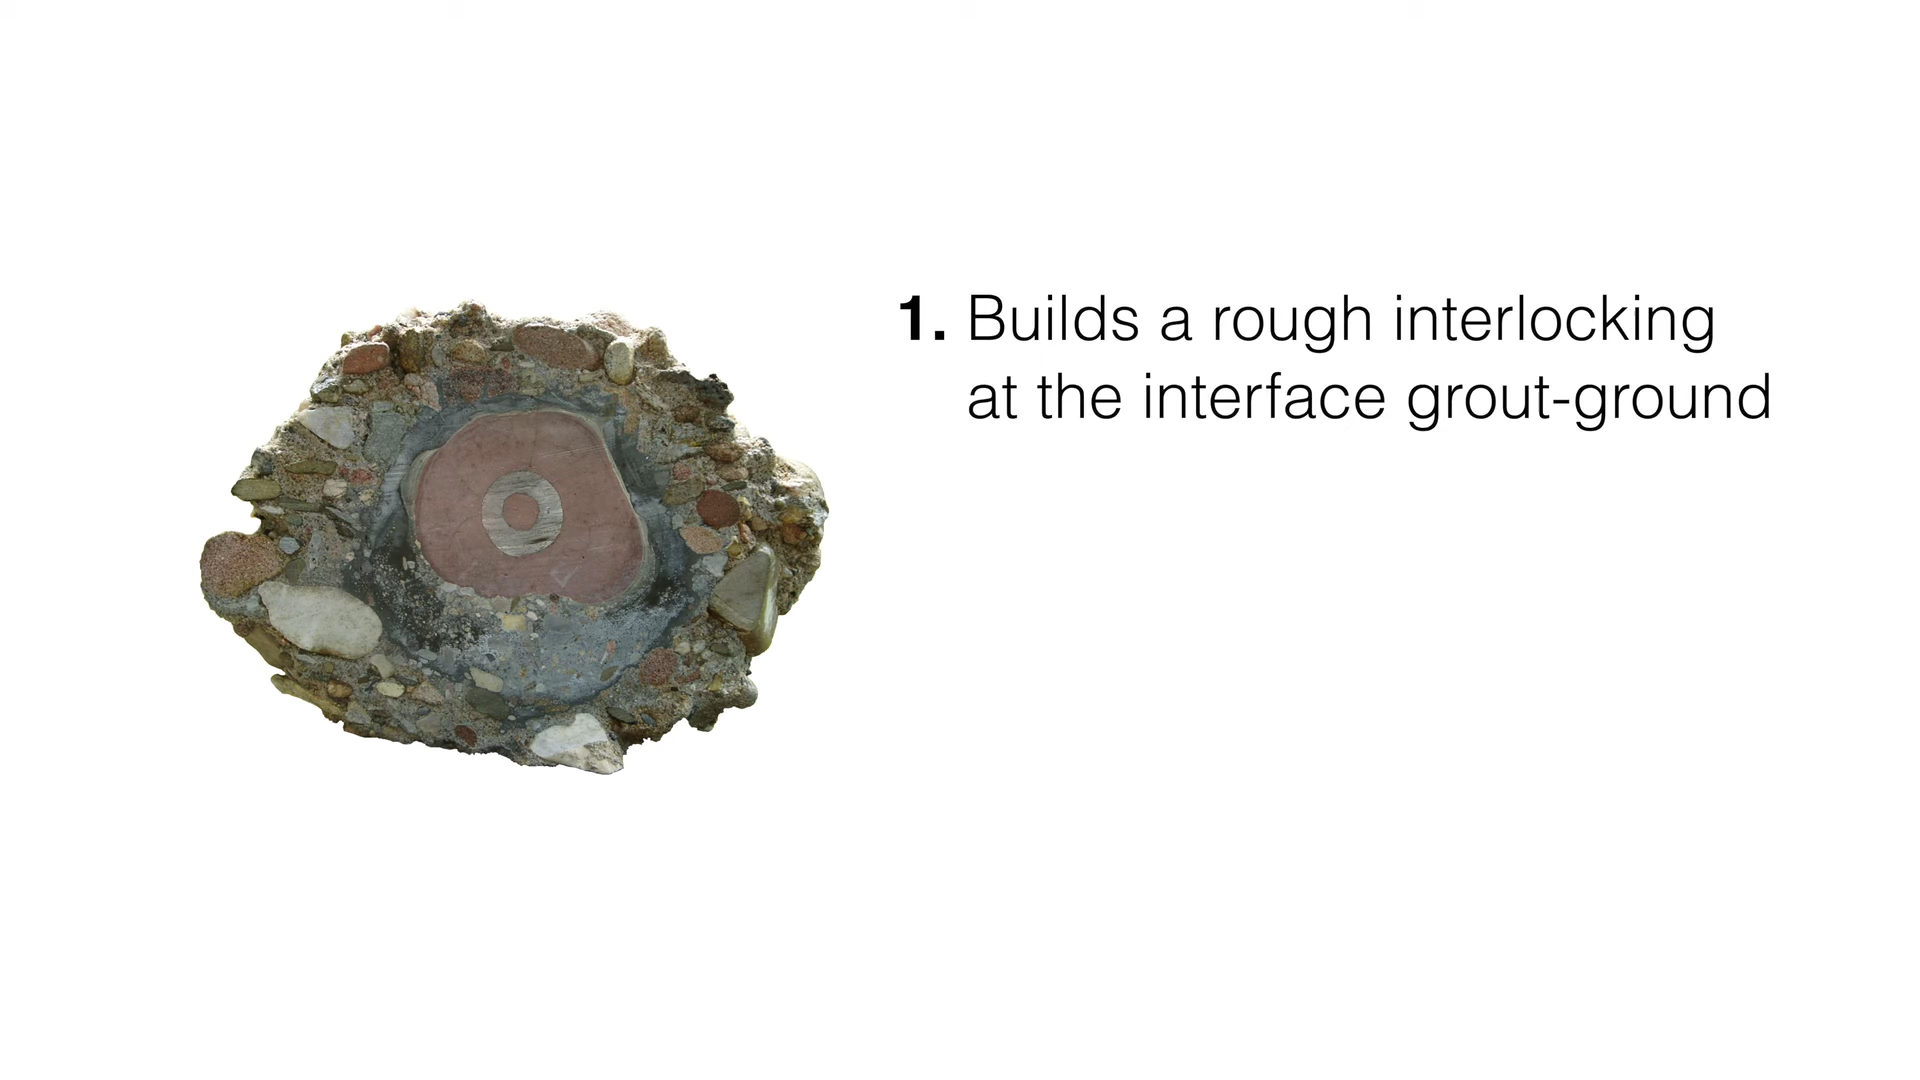 1. Builds a rough interlocking
at the interface grout-ground